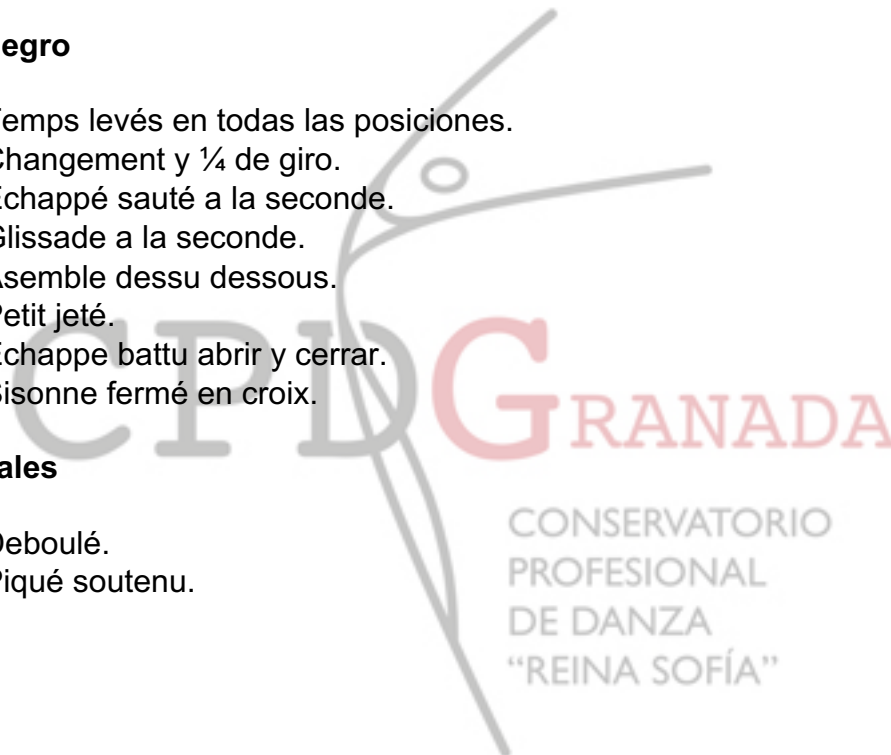 egro
Temps levés en todas las posiciones.
Changement y ¼ de giro.
Echappé sauté a la seconde.
Glissade a la seconde.
Asemble dessu dessous.
Petit jeté.
Echappe battu abrir y cerrar.
Sisonne fermé en croix.
CPDGRANADA
ales
Deboulé.
Piqué soutenu.
CONSERVATORIO
PROFESIONAL
DE DANZA
“REINA SOFÍA”